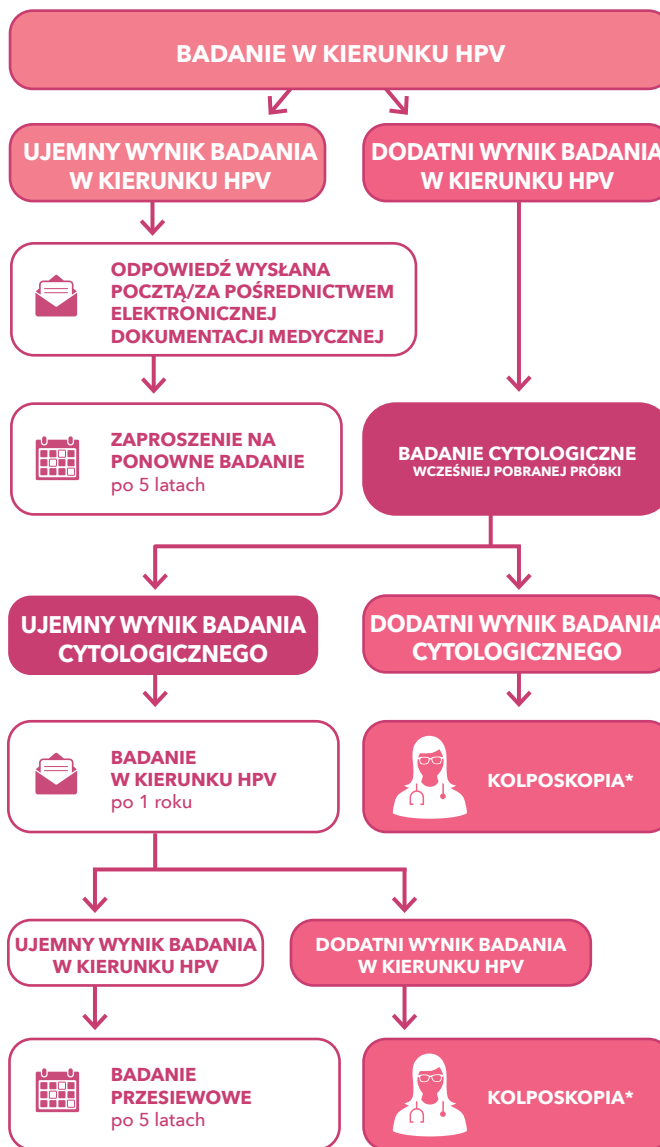 BADANIE W KIERUNKU HPV
UJEMNY WYNIK BADANIA
W KIERUNKU HPV
DODATNI WYNIK BADANIA
W KIERUNKU HPV
ODPOWIEDŹ WYSŁANA
POCZTĄ/ZA POŚREDNICTWEM
ELEKTRONICZNEJ
DOKUMENTACJI MEDYCZNEJ
ZAPROSZENIE NA
PONOWNE BADANIE
po 5 latach
BADANIE CYTOLOGICZNE
WCZEŚNIEJ POBRANEJ PRÓBKI
UJEMNY WYNIK BADANIA
CYTOLOGICZNEGO
DODATNI WYNIK BADANIA
CYTOLOGICZNEGO
BADANIE
W KIERUNKU HPV
po 1 roku
KOLPOSKOPIA*
UJEMNY WYNIK BADANIA
W KIERUNKU HPV
DODATNI WYNIK BADANIA
W KIERUNKU HPV
BADANIE
PRZESIEWOWE
po 5 latach
KOLPOSKOPIA*